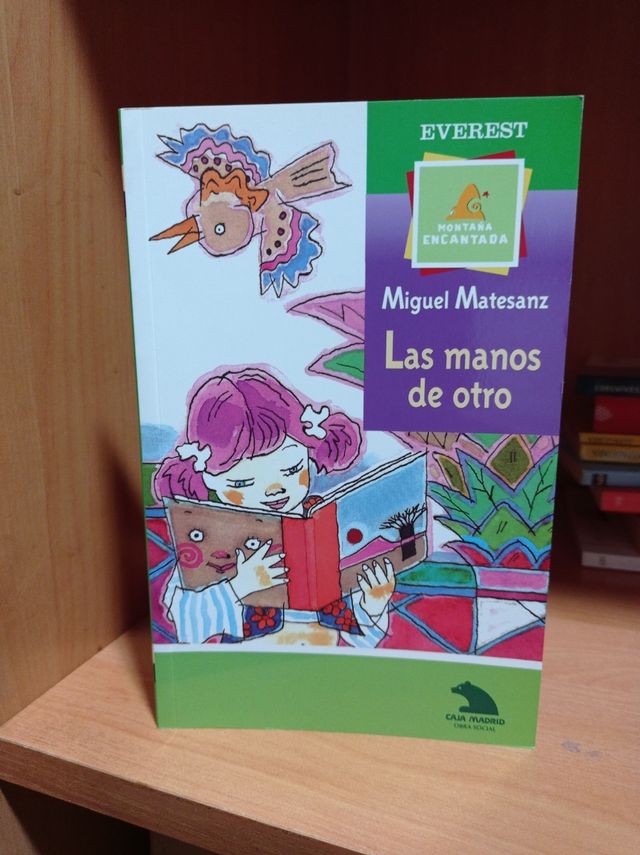 EVEREST
MONTAÑA
ENCANTADA
Miguel Matesanz
Las manos
de otro
CAJA MADRID
OBRA SOCIAL